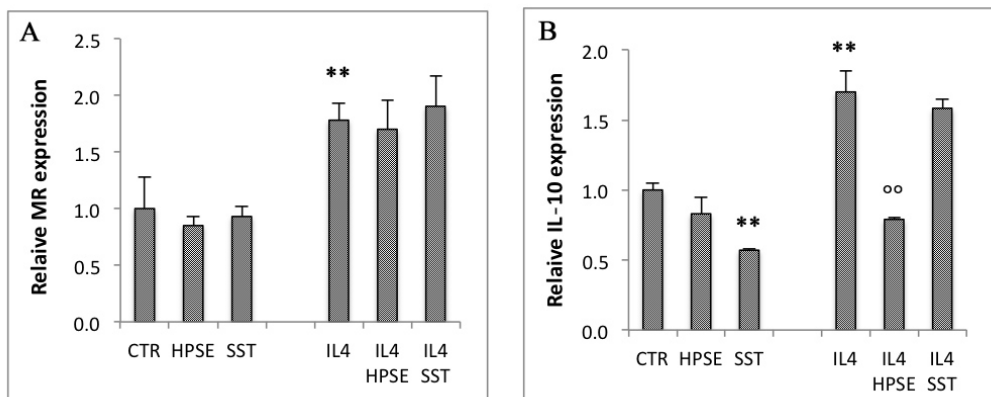 A
Relaive MR expression
2.5
2.0
1.5
1.0
0.5
0.0
**
CTR HPSE SST IL4 IL4 IL4
HPSE SST
B
Relaive IL-10 expression
2.0
1.5
1.0
0.5
0.0
**
**
°°
CTR HPSE SST IL4 IL4 IL4
HPSE SST